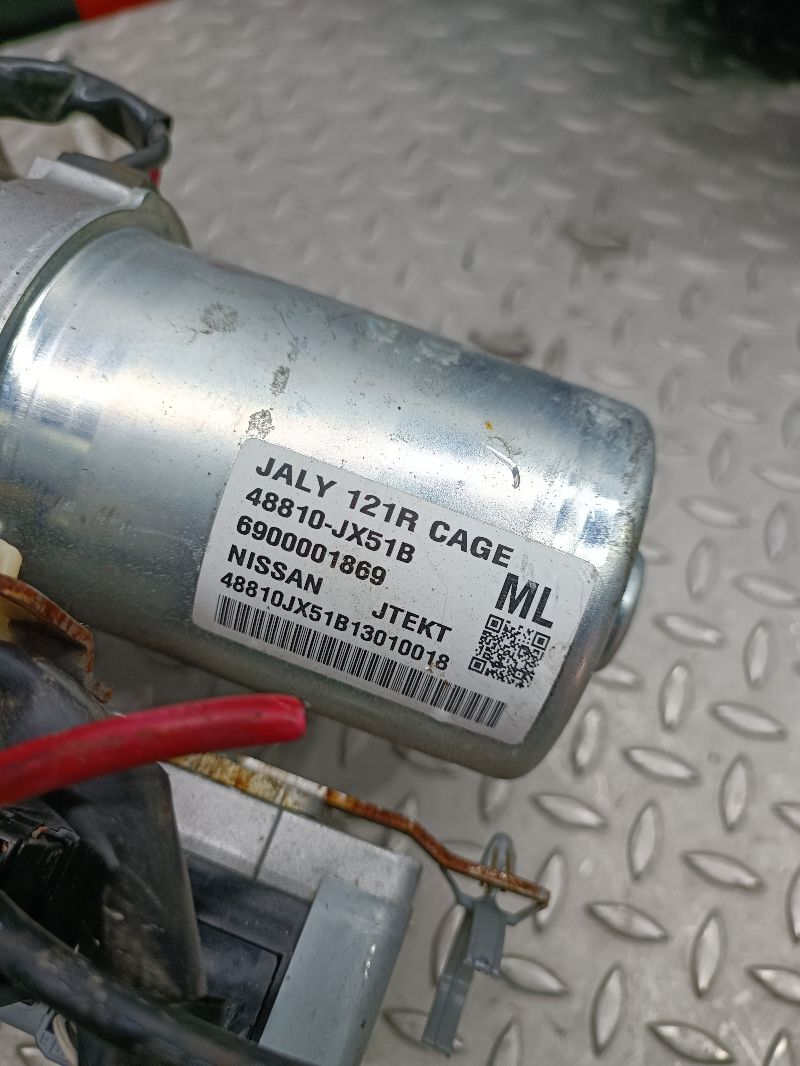 JALY 121R CAGE
48810-JX51B
6900001869
NISSAN JTEKT
ML
48810JX51B13010018